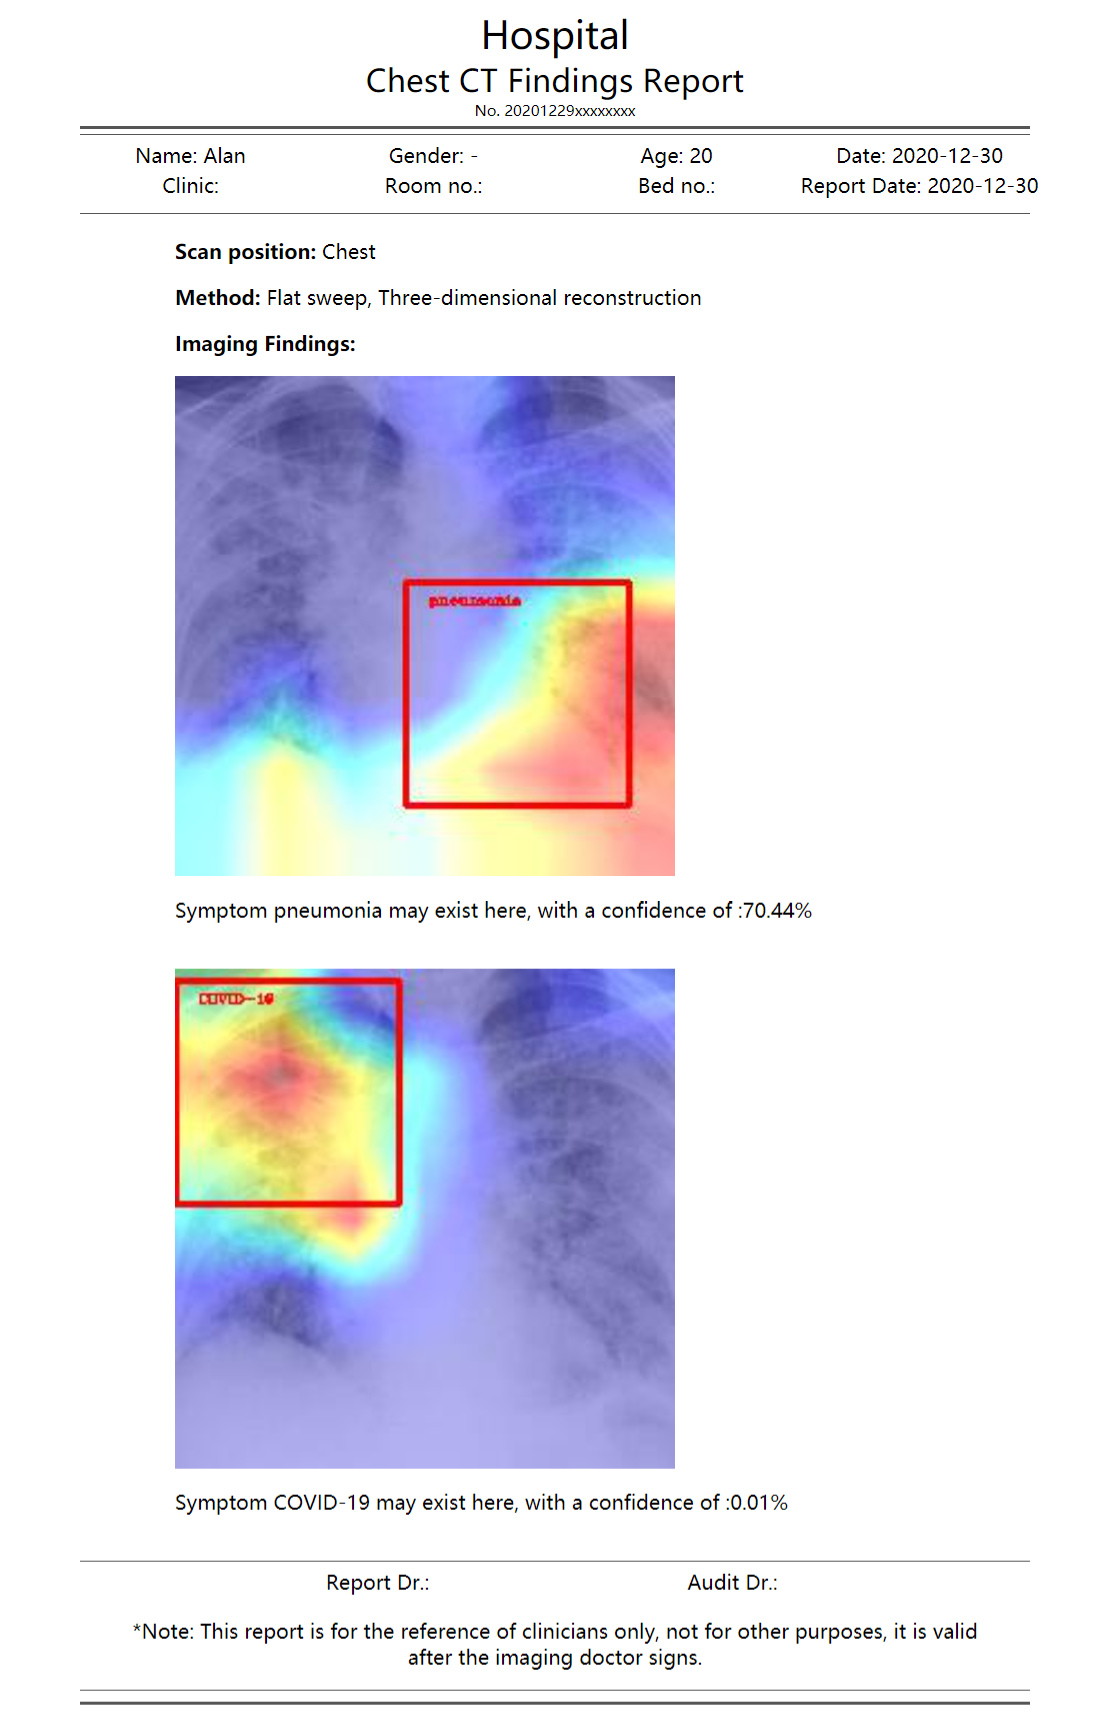 Hospital
Chest CT Findings Report
No. 20201229xxxxxxxx
Name: Alan Gender: - Age: 20 Date: 2020-12-30
Clinic: Room no.: Bed no.: Report Date: 2020-12-30
Scan position: Chest
Method: Flat sweep, Three-dimensional reconstruction
Imaging Findings:
pneumonia
Symptom pneumonia may exist here, with a confidence of :70.44%
COVID-19
Symptom COVID-19 may exist here, with a confidence of :0.01%
Report Dr.: Audit Dr.:
*Note: This report is for the reference of clinicians only, not for other purposes, it is valid
after the imaging doctor signs.